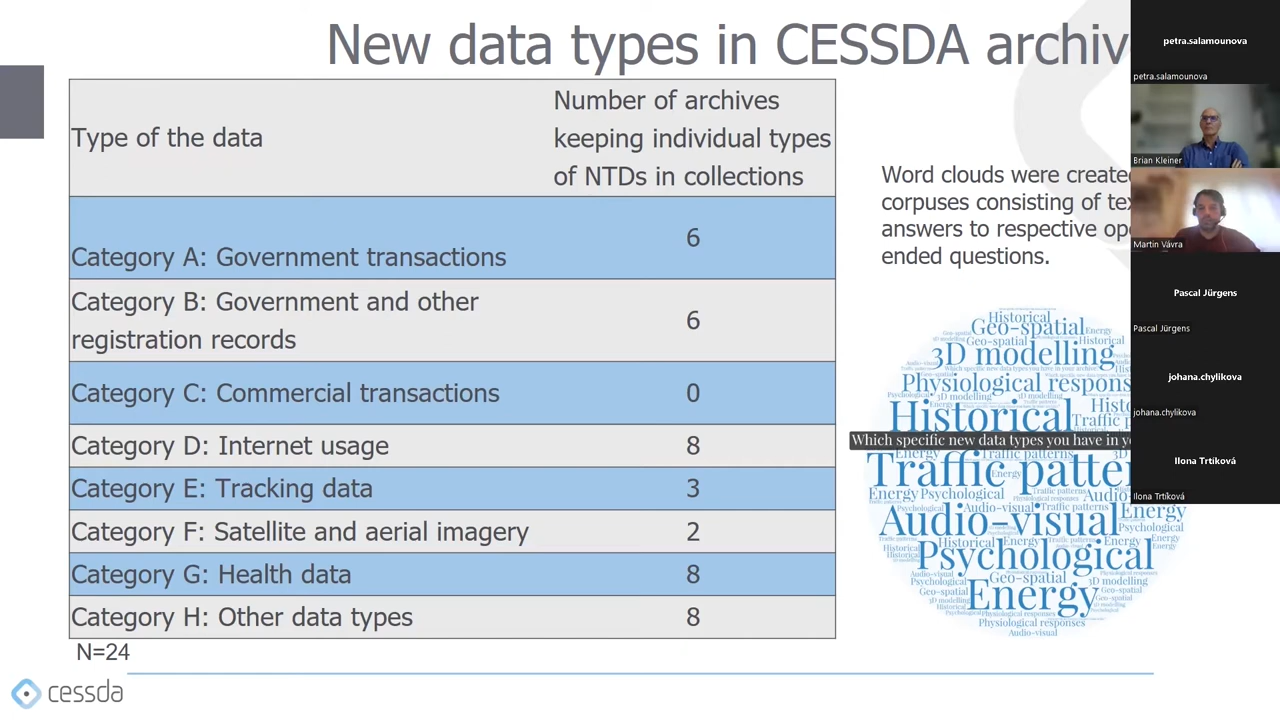 New data types in CESSDA archiv
Type of the data
Number of archives
keeping individual types
of NTDs in collections
Category A: Government transactions
6
Category B: Government and other
registration records
6
Category C: Commercial transactions
0
Category D: Internet usage
8
Category E: Tracking data
3
Category F: Satellite and aerial imagery
2
Category G: Health data
8
Category H: Other data types
8
N=24
cessda
Word clouds were create
corpuses consisting of te
answers to respective op
ended questions.
Historical
Geo-spatial
3D modelling
Physiological respons
Historical
Which specific new data types you have in y
Traffic patter
Audio-visual
Energy
Psychological
Energy
petra.salamounova
petra.salamounova
Brian Kleiner
Martin Vávra
Pascal Jürgens
Pascal Jürgens
johana.chylikova
johana.chylikova
Ilona Trtíková
Ilona Trtíková